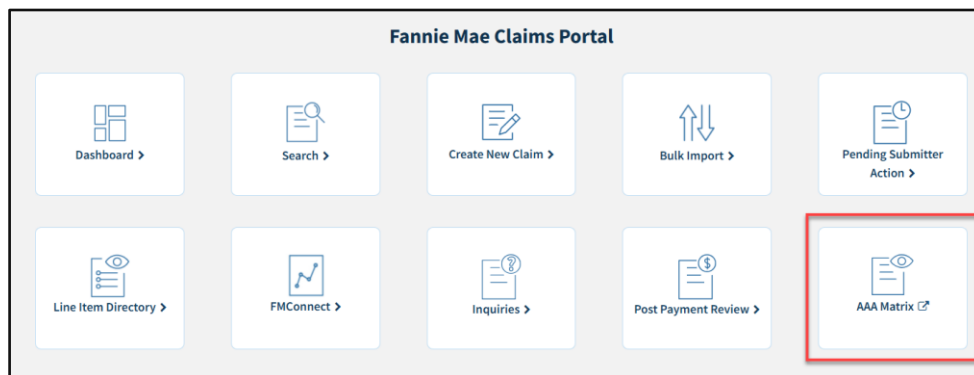 Fannie Mae Claims Portal
Dashboard >
Search >
Create New Claim >
Bulk Import >
Pending Submitter
Action >
Line Item Directory >
FMConnect >
Inquiries >
Post Payment Review >
AAA Matrix